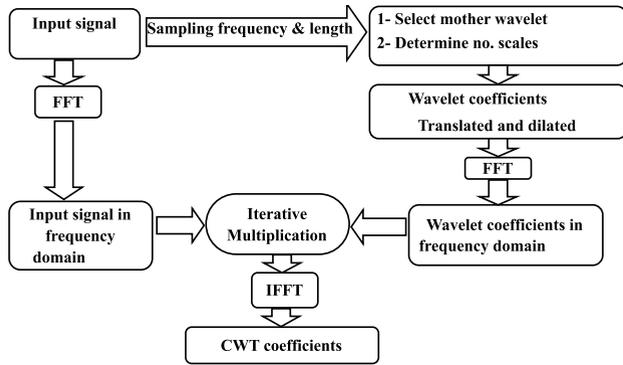 Input signal
Sampling frequency & length
1- Select mother wavelet
2- Determine no. scales
FFT
Wavelet coefficients
Translated and dilated
FFT
Input signal in
frequency
domain
Iterative
Multiplication
Wavelet coefficients in
frequency domain
IFFT
CWT coefficients